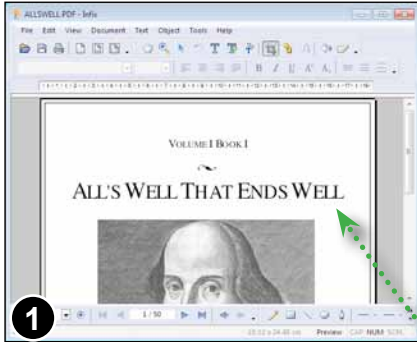 ALLSWELL.PDF - Infix
File Edit View Document Text Object Tools Help
VOLUME I BOOK I
ALL'S WELL THAT ENDS WELL
1
1 / 50
Preview CAP NUM SCRL